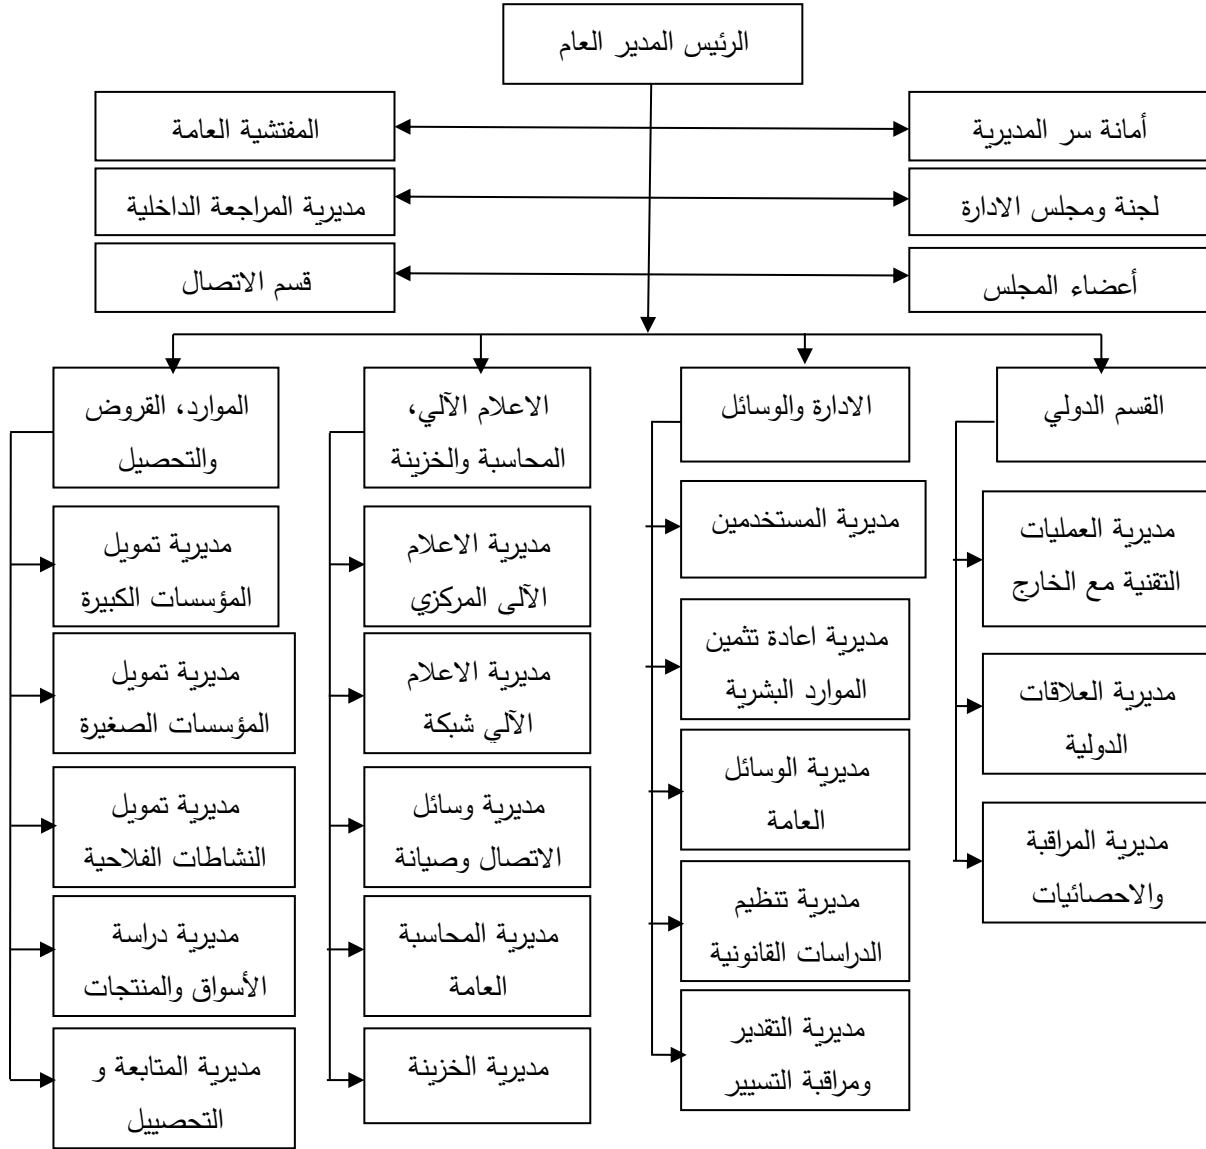 الرئيس المدير العام
أمانة سر المديرية
المفتشية العامة
لجنة ومجلس الادارة
مديرية المراجعة الداخلية
أعضاء المجلس
قسم الاتصال
القسم الدولي
مديرية العمليات
التقنية مع الخارج
مديرية العلاقات
الدولية
مديرية المراقبة
والاحصائيات
الادارة والوسائل
مديرية المستخدمين
مديرية اعادة تثمين
الموارد البشرية
مديرية الوسائل
العامة
مديرية تنظيم
الدراسات القانونية
مديرية التقدير
ومراقبة التسيير
الاعلام الآلي،
المحاسبة والخزينة
مديرية الاعلام
الآلى المركزي
مديرية الاعلام
الآلي شبكة
مديرية وسائل
الاتصال وصيانة
مديرية المحاسبة
العامة
مديرية الخزينة
الموارد، القروض
والتحصيل
مديرية تمويل
المؤسسات الكبيرة
مديرية تمويل
المؤسسات الصغيرة
مديرية تمويل
النشاطات الفلاحية
مديرية دراسة
الأسواق والمنتجات
مديرية المتابعة و
التحصييل